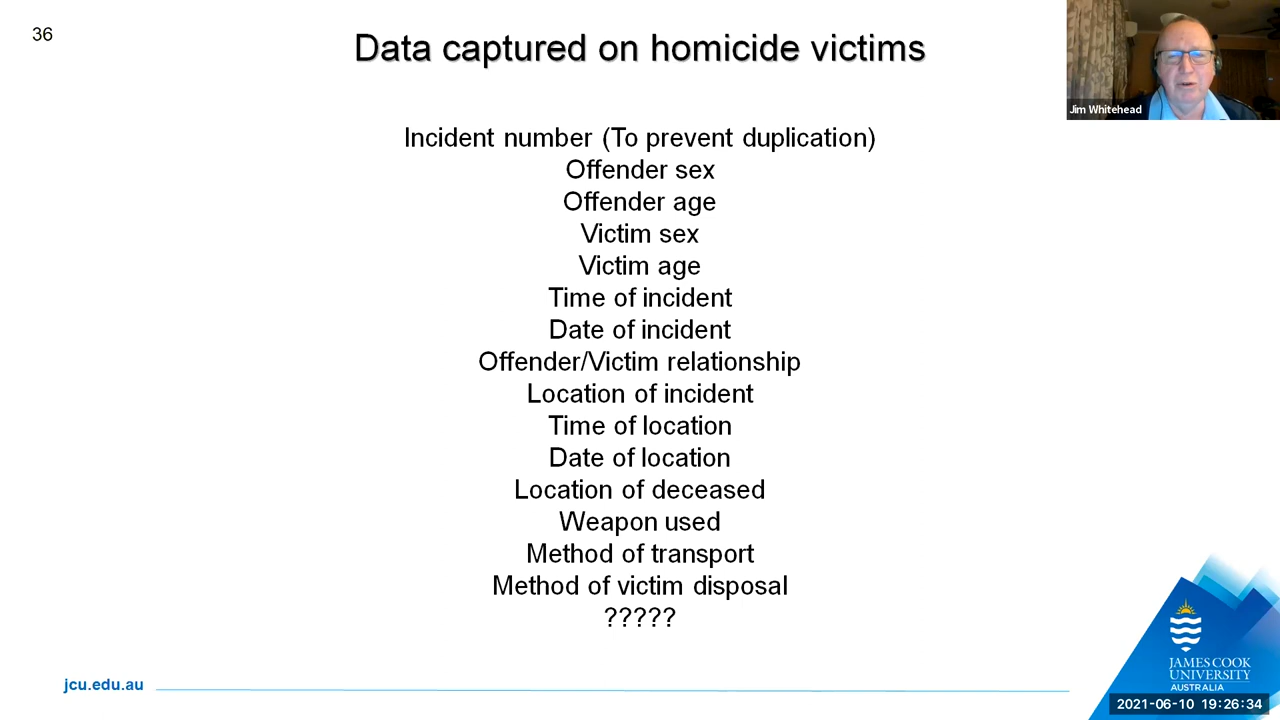 36
Data captured on homicide victims
Jim Whitehead
Incident number (To prevent duplication)
Offender sex
Offender age
Victim sex
Victim age
Time of incident
Date of incident
Offender/Victim relationship
Location of incident
Time of location
Date of location
Location of deceased
Weapon used
Method of transport
Method of victim disposal
?????
jcu.edu.au
JAMES COOK
UNIVERSITY
AUSTRALIA
2021-06-10 19:26:34